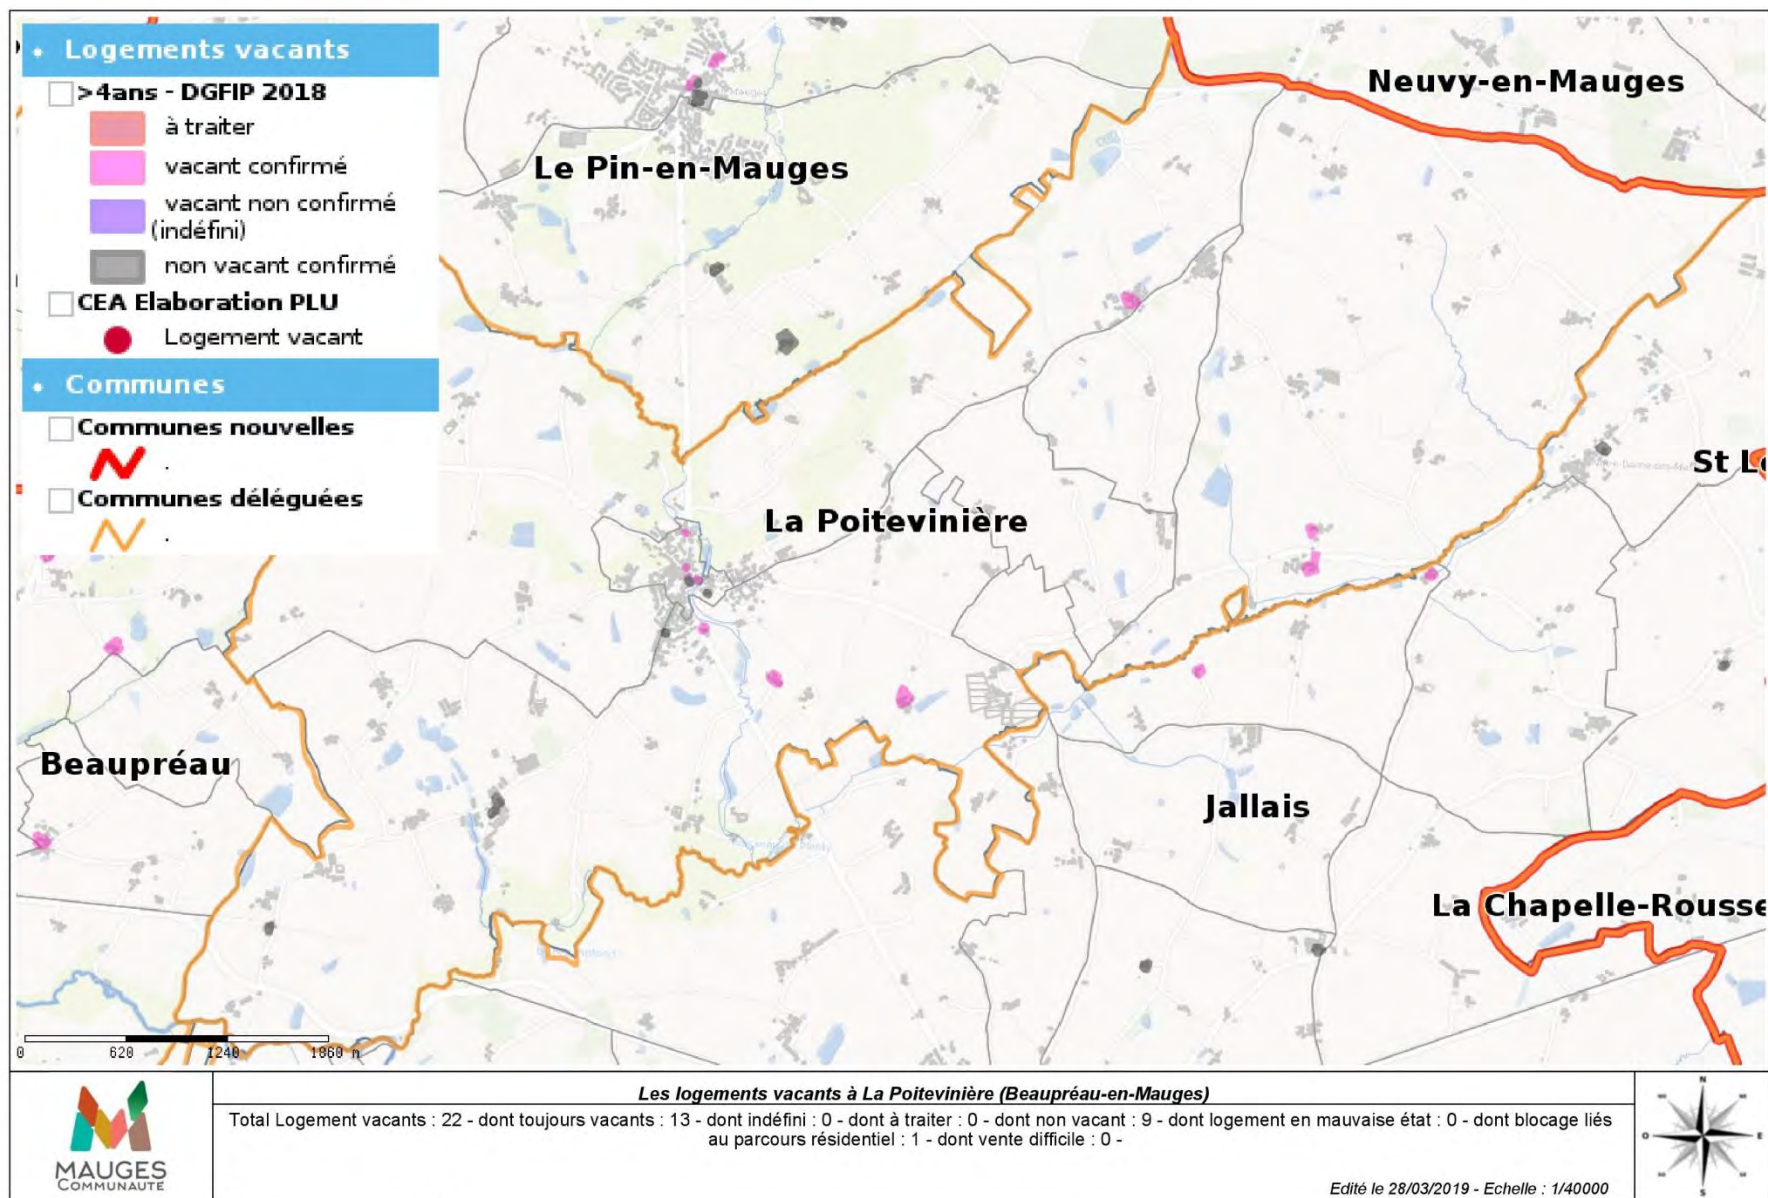 Logements vacants
>4ans - DGFIP 2018
à traiter
vacant confirmé
vacant non confirmé
(indéfini)
non vacant confirmé
CEA Elaboration PLU
Logement vacant
Communes
Communes nouvelles
.
Communes déléguées
.
Neuvy-en-Mauges
Le Pin-en-Mauges
St Le
La Poitevinière
Beaupréau
Jallais
La Chapelle-Rousse
0 620 1240 1860 m
MAUGES
COMMUNAUTÉ
Les logements vacants à La Poitevinière (Beaupréau-en-Mauges)
Total Logement vacants : 22 - dont toujours vacants : 13 - dont indéfini : 0 - dont à traiter : 0 - dont non vacant : 9 - dont logement en mauvaise état : 0 - dont blocage liés
au parcours résidentiel : 1 - dont vente difficile : 0 -
Edité le 28/03/2019 - Echelle : 1/40000
N
O
E
S